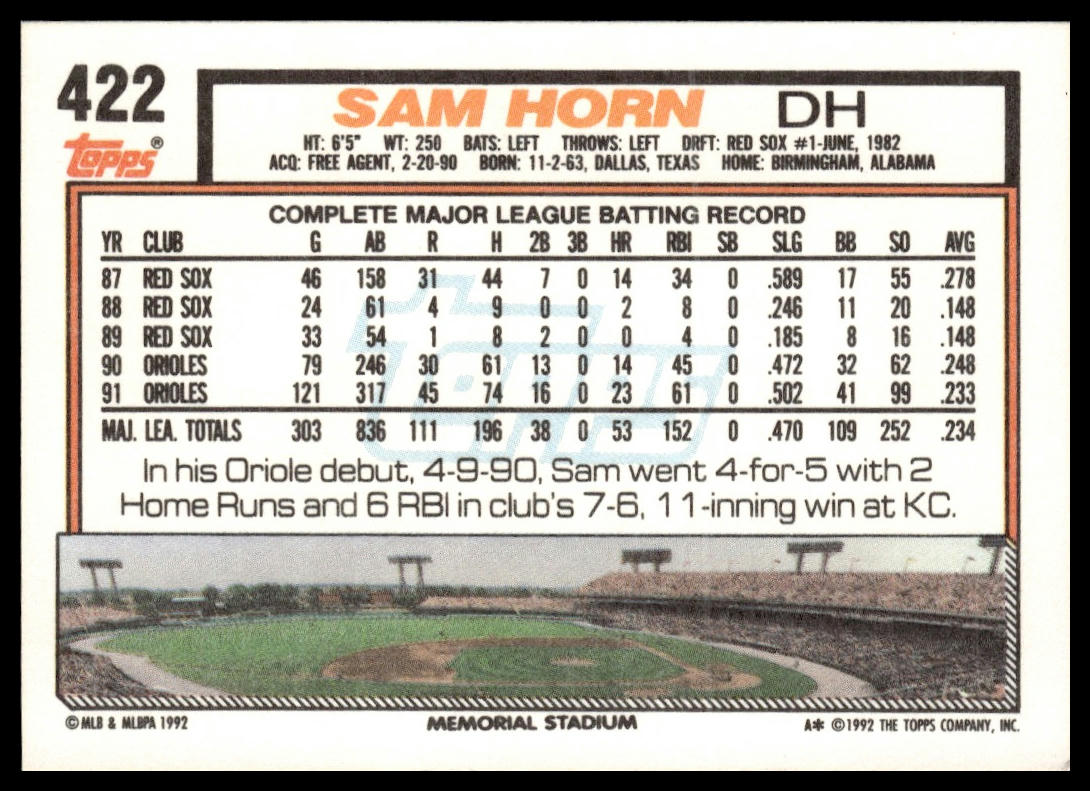 422
SAM HORN DH
Topps®
HT: 6'5" WT: 250 BATS: LEFT THROWS: LEFT DRFT: RED SOX #1-JUNE, 1982
ACQ: FREE AGENT, 2-20-90 BORN: 11-2-63, DALLAS, TEXAS HOME: BIRMINGHAM, ALABAMA
COMPLETE MAJOR LEAGUE BATTING RECORD
YR CLUB G AB R H 2B 3B HR RBI SB SLG BB SO AVG
87 RED SOX 46 158 31 44 7 0 14 34 0 .589 17 55 .278
88 RED SOX 24 61 4 9 0 0 2 8 0 .246 11 20 .148
89 RED SOX 33 54 1 8 2 0 0 4 0 .185 8 16 .148
90 ORIOLES 79 246 30 61 13 0 14 45 0 .472 32 62 .248
91 ORIOLES 121 317 45 74 16 0 23 61 0 .502 41 99 .233
MAJ. LEA. TOTALS 303 836 111 196 38 0 53 152 0 .470 109 252 .234
Topps
In his Oriole debut, 4-9-90, Sam went 4-for-5 with 2
Home Runs and 6 RBI in club's 7-6, 11-inning win at KC.
© MLB & MLBPA 1992 MEMORIAL STADIUM A* © 1992 THE TOPPS COMPANY, INC.